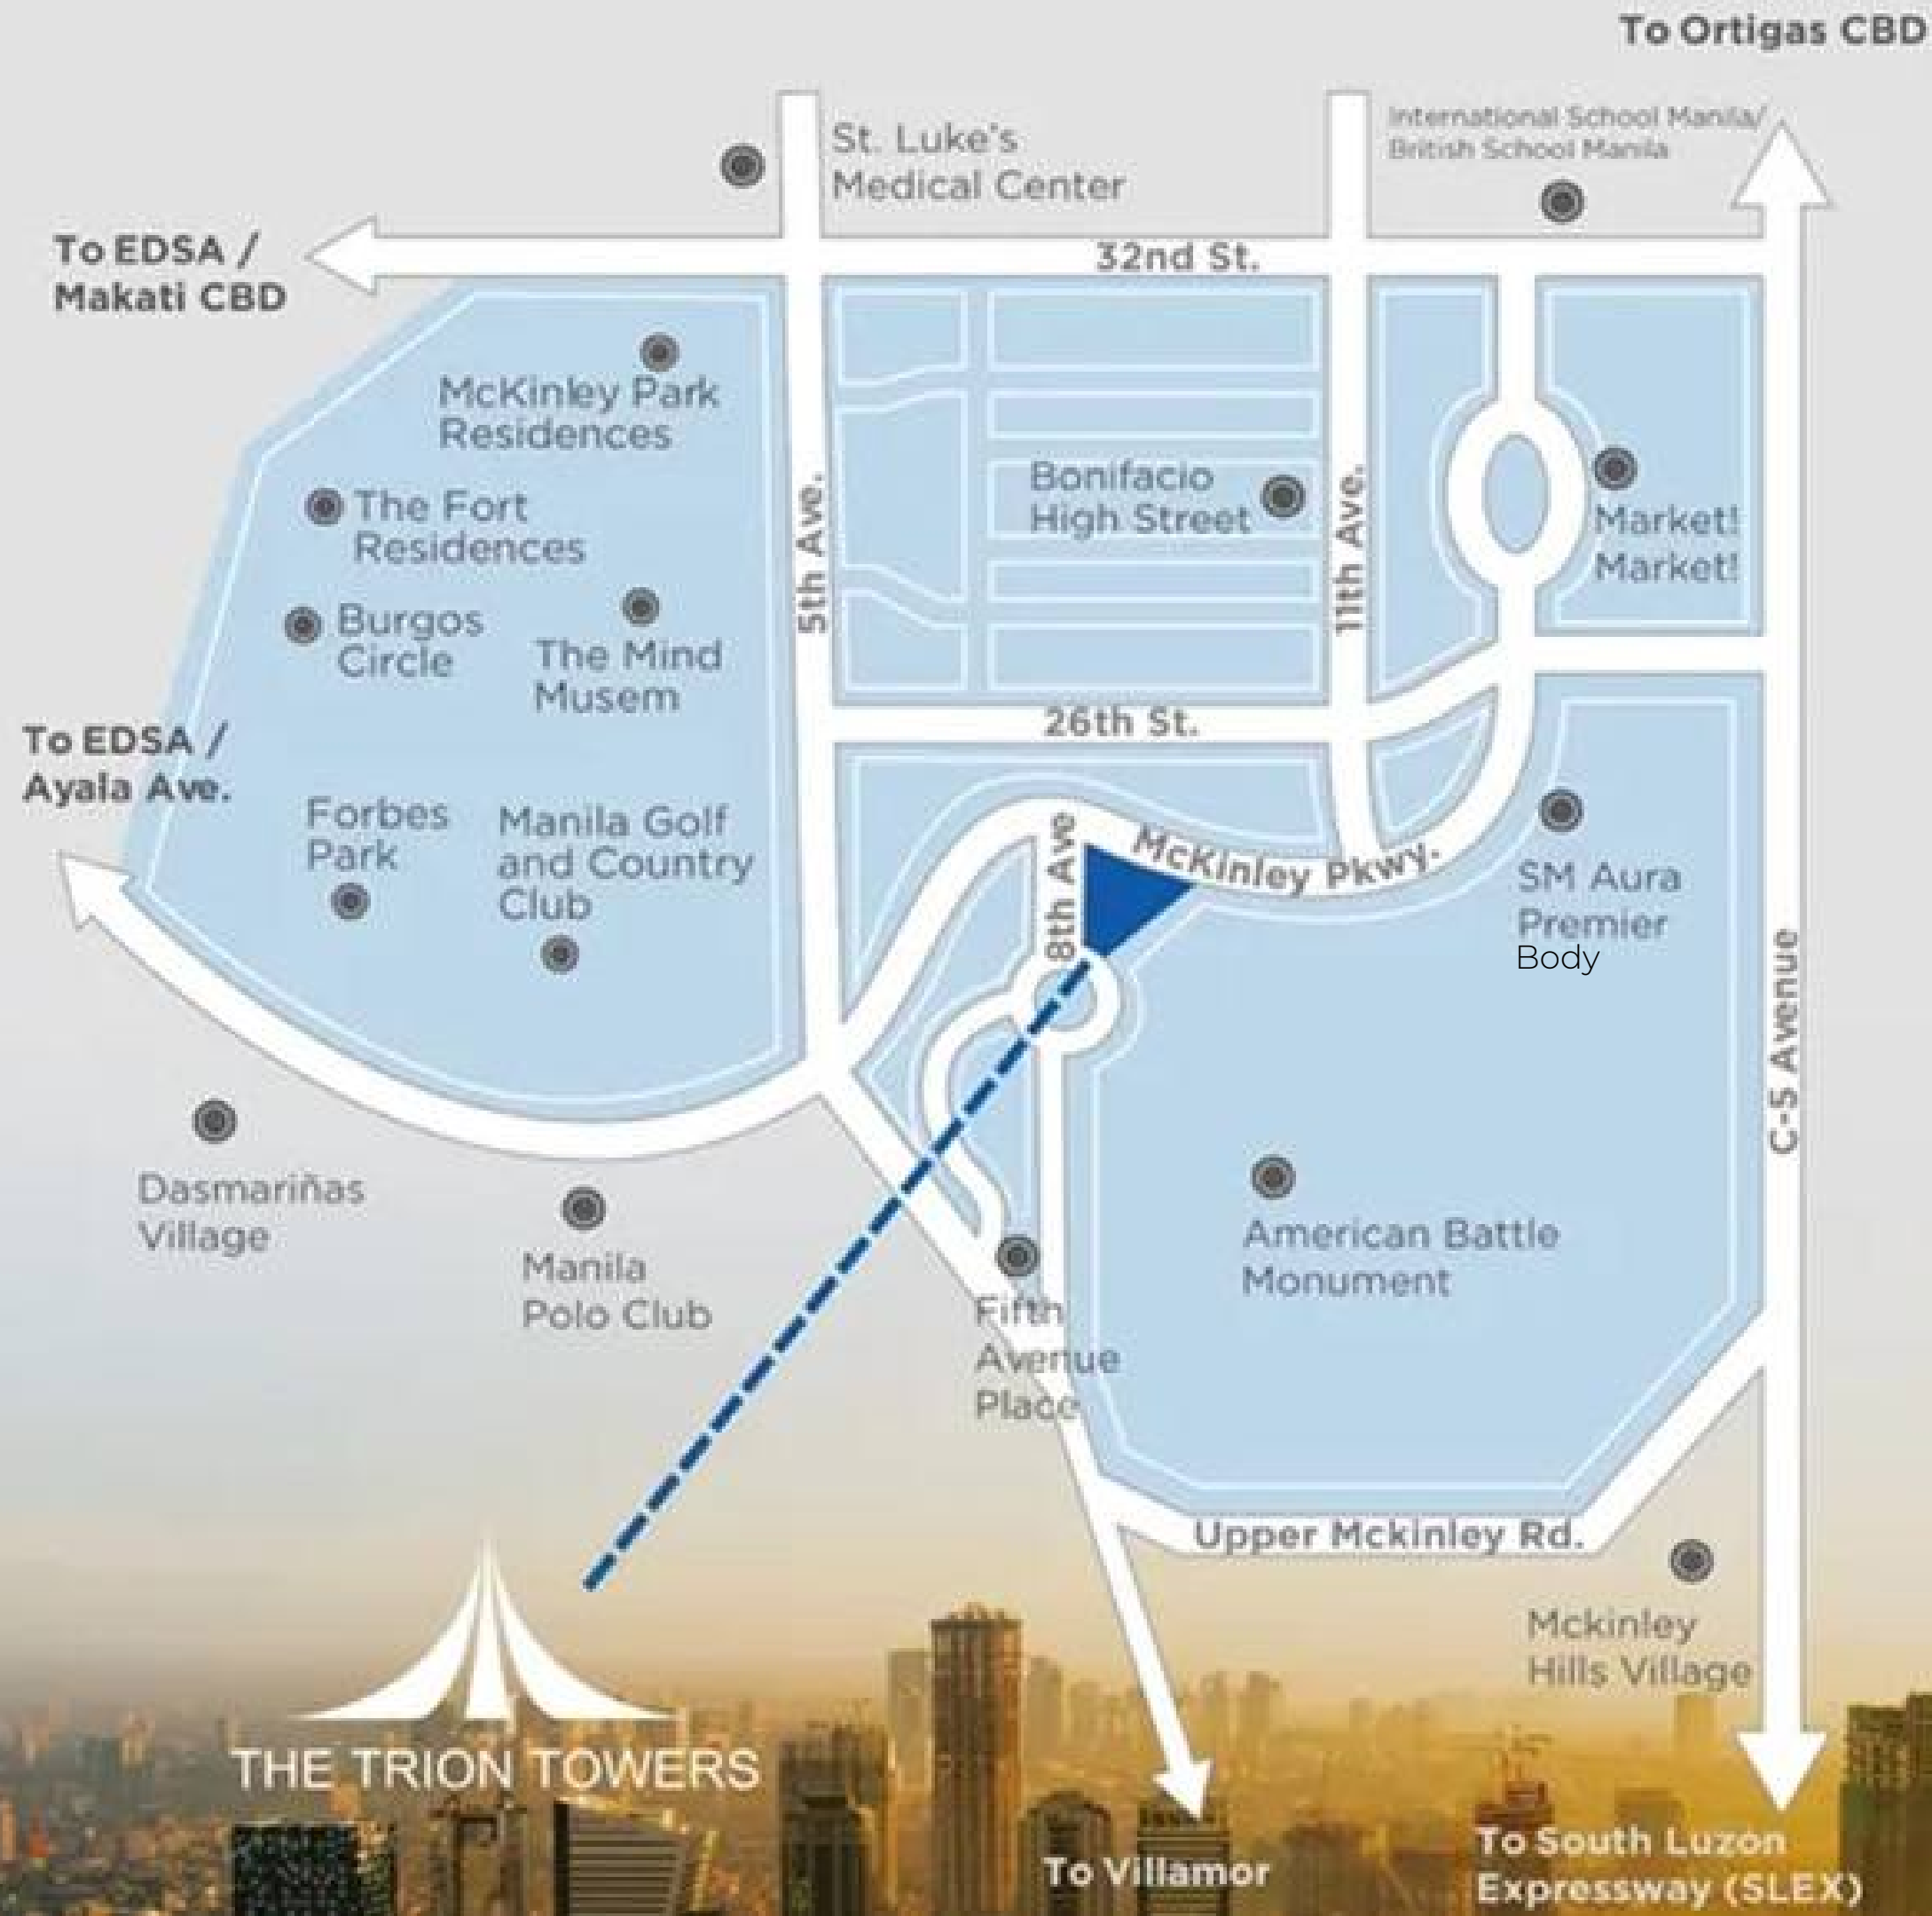 To Ortigas CBD
St. Luke's
Medical Center
International School Manila/
British School Manila
To EDSA /
Makati CBD
32nd St.
McKinley Park
Residences
The Fort
Residences
Bonifacio
High Street
Market!
Market!
5th Ave.
11th Ave.
Burgos
Circle
The Mind
Musem
26th St.
To EDSA /
Ayala Ave.
Forbes
Park
Manila Golf
and Country
Club
8th Ave
McKinley Pkwy.
SM Aura
Premier
Body
C-5 Avenue
Dasmariñas
Village
Manila
Polo Club
American Battle
Monument
Fifth
Avenue
Place
Upper Mckinley Rd.
Mckinley
Hills Village
THE TRION TOWERS
To Villamor
To South Luzon
Expressway (SLEX)